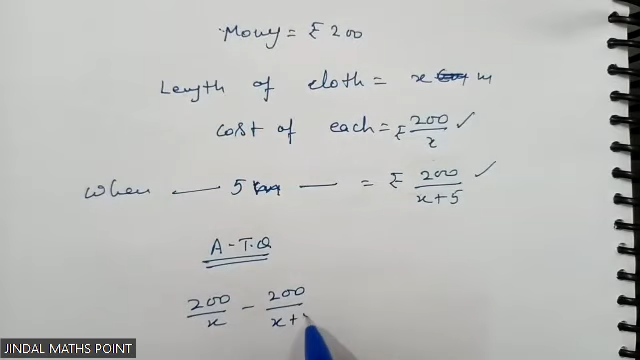 Money = ₹ 200
Length of cloth = x m
cost of each = ₹ 200/x ✓
When — 5 — = ₹ 200/x+5 ✓
A-T.Q
200/x - 200/x+
JINDAL MATHS POINT